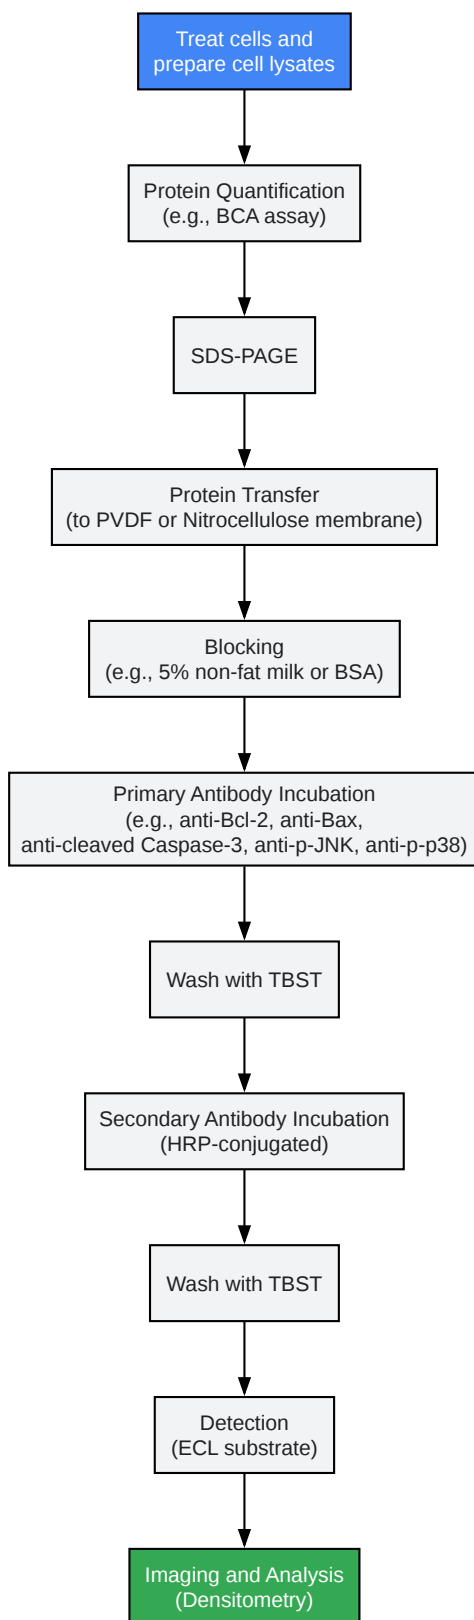 Treat cells and
prepare cell lysates
Protein Quantification
(e.g., BCA assay)
SDS-PAGE
Protein Transfer
(to PVDF or Nitrocellulose membrane)
Blocking
(e.g., 5% non-fat milk or BSA)
Primary Antibody Incubation
(e.g., anti-Bcl-2, anti-Bax,
anti-cleaved Caspase-3, anti-p-JNK, anti-p-p38)
Wash with TBST
Secondary Antibody Incubation
(HRP-conjugated)
Wash with TBST
Detection
(ECL substrate)
Imaging and Analysis
(Densitometry)